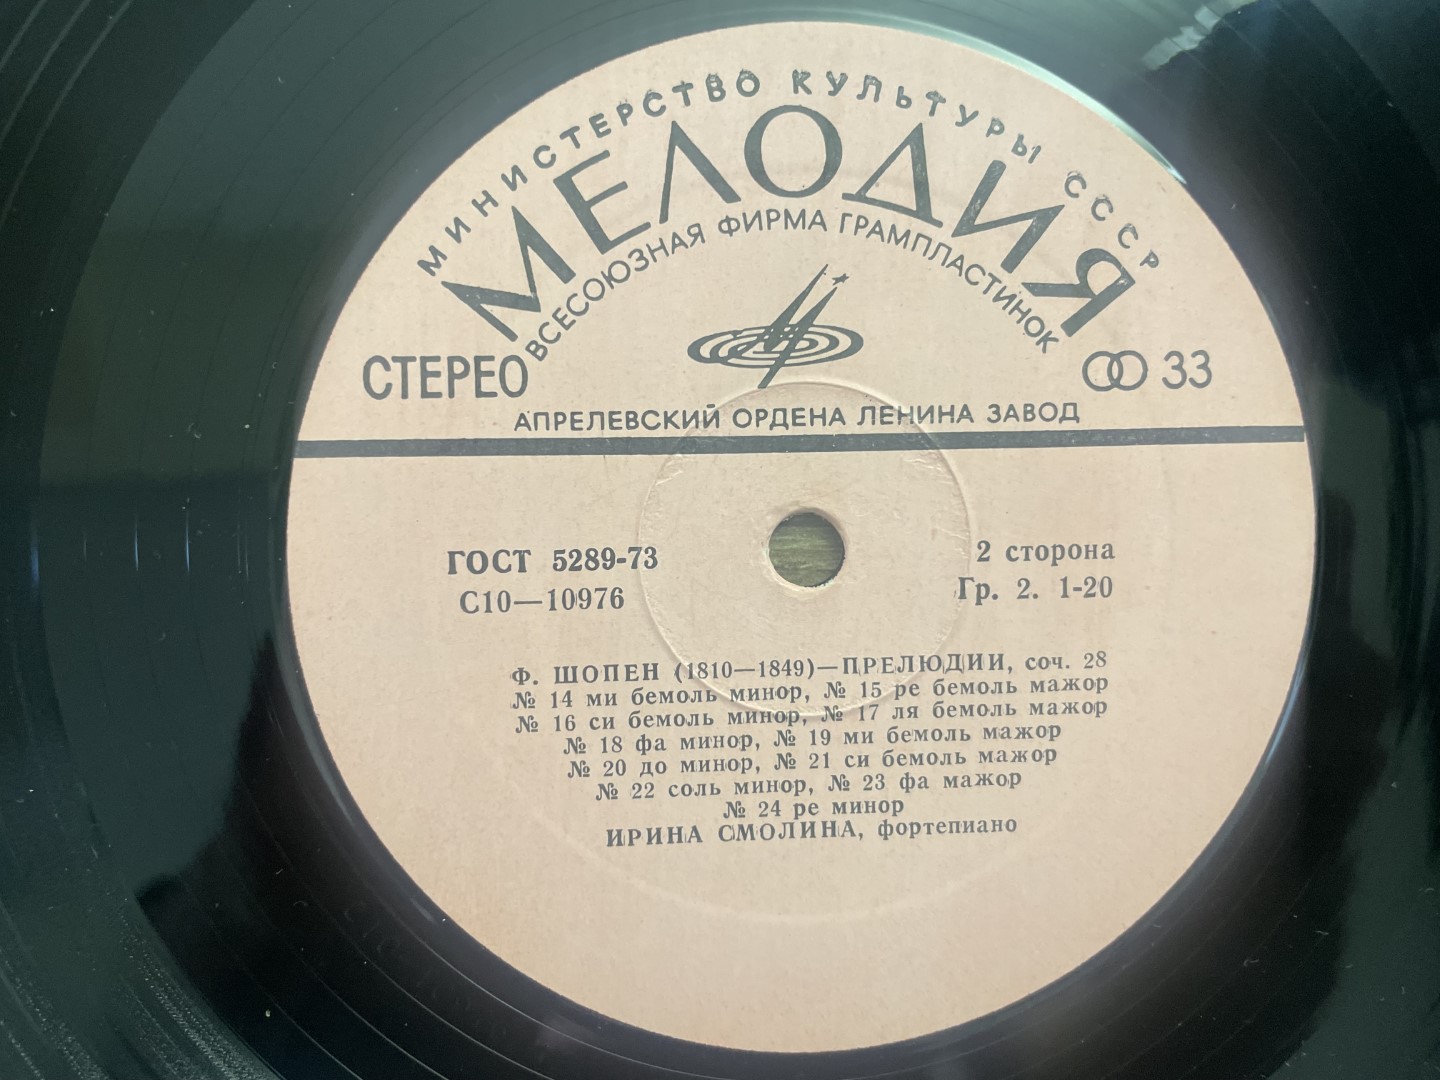 МИНИСТЕРСТВО КУЛЬТУРЫ СССР
МЕЛОДИЯ
ВСЕСОЮЗНАЯ ФИРМА ГРАМПЛАСТИНОК
СТЕРЕО
33
АПРЕЛЕВСКИЙ ОРДЕНА ЛЕНИНА ЗАВОД
ГОСТ 5289-73
2 сторона
С10—10976
Гр. 2. 1-20
Ф. ШОПЕН (1810—1849)—ПРЕЛЮДИИ, соч. 28
№ 14 ми бемоль минор, № 15 ре бемоль мажор
№ 16 си бемоль минор, № 17 ля бемоль мажор
№ 18 фа минор, № 19 ми бемоль мажор
№ 20 до минор, № 21 си бемоль мажор
№ 22 соль минор, № 23 фа мажор
№ 24 ре минор
ИРИНА СМОЛИНА, фортепиано